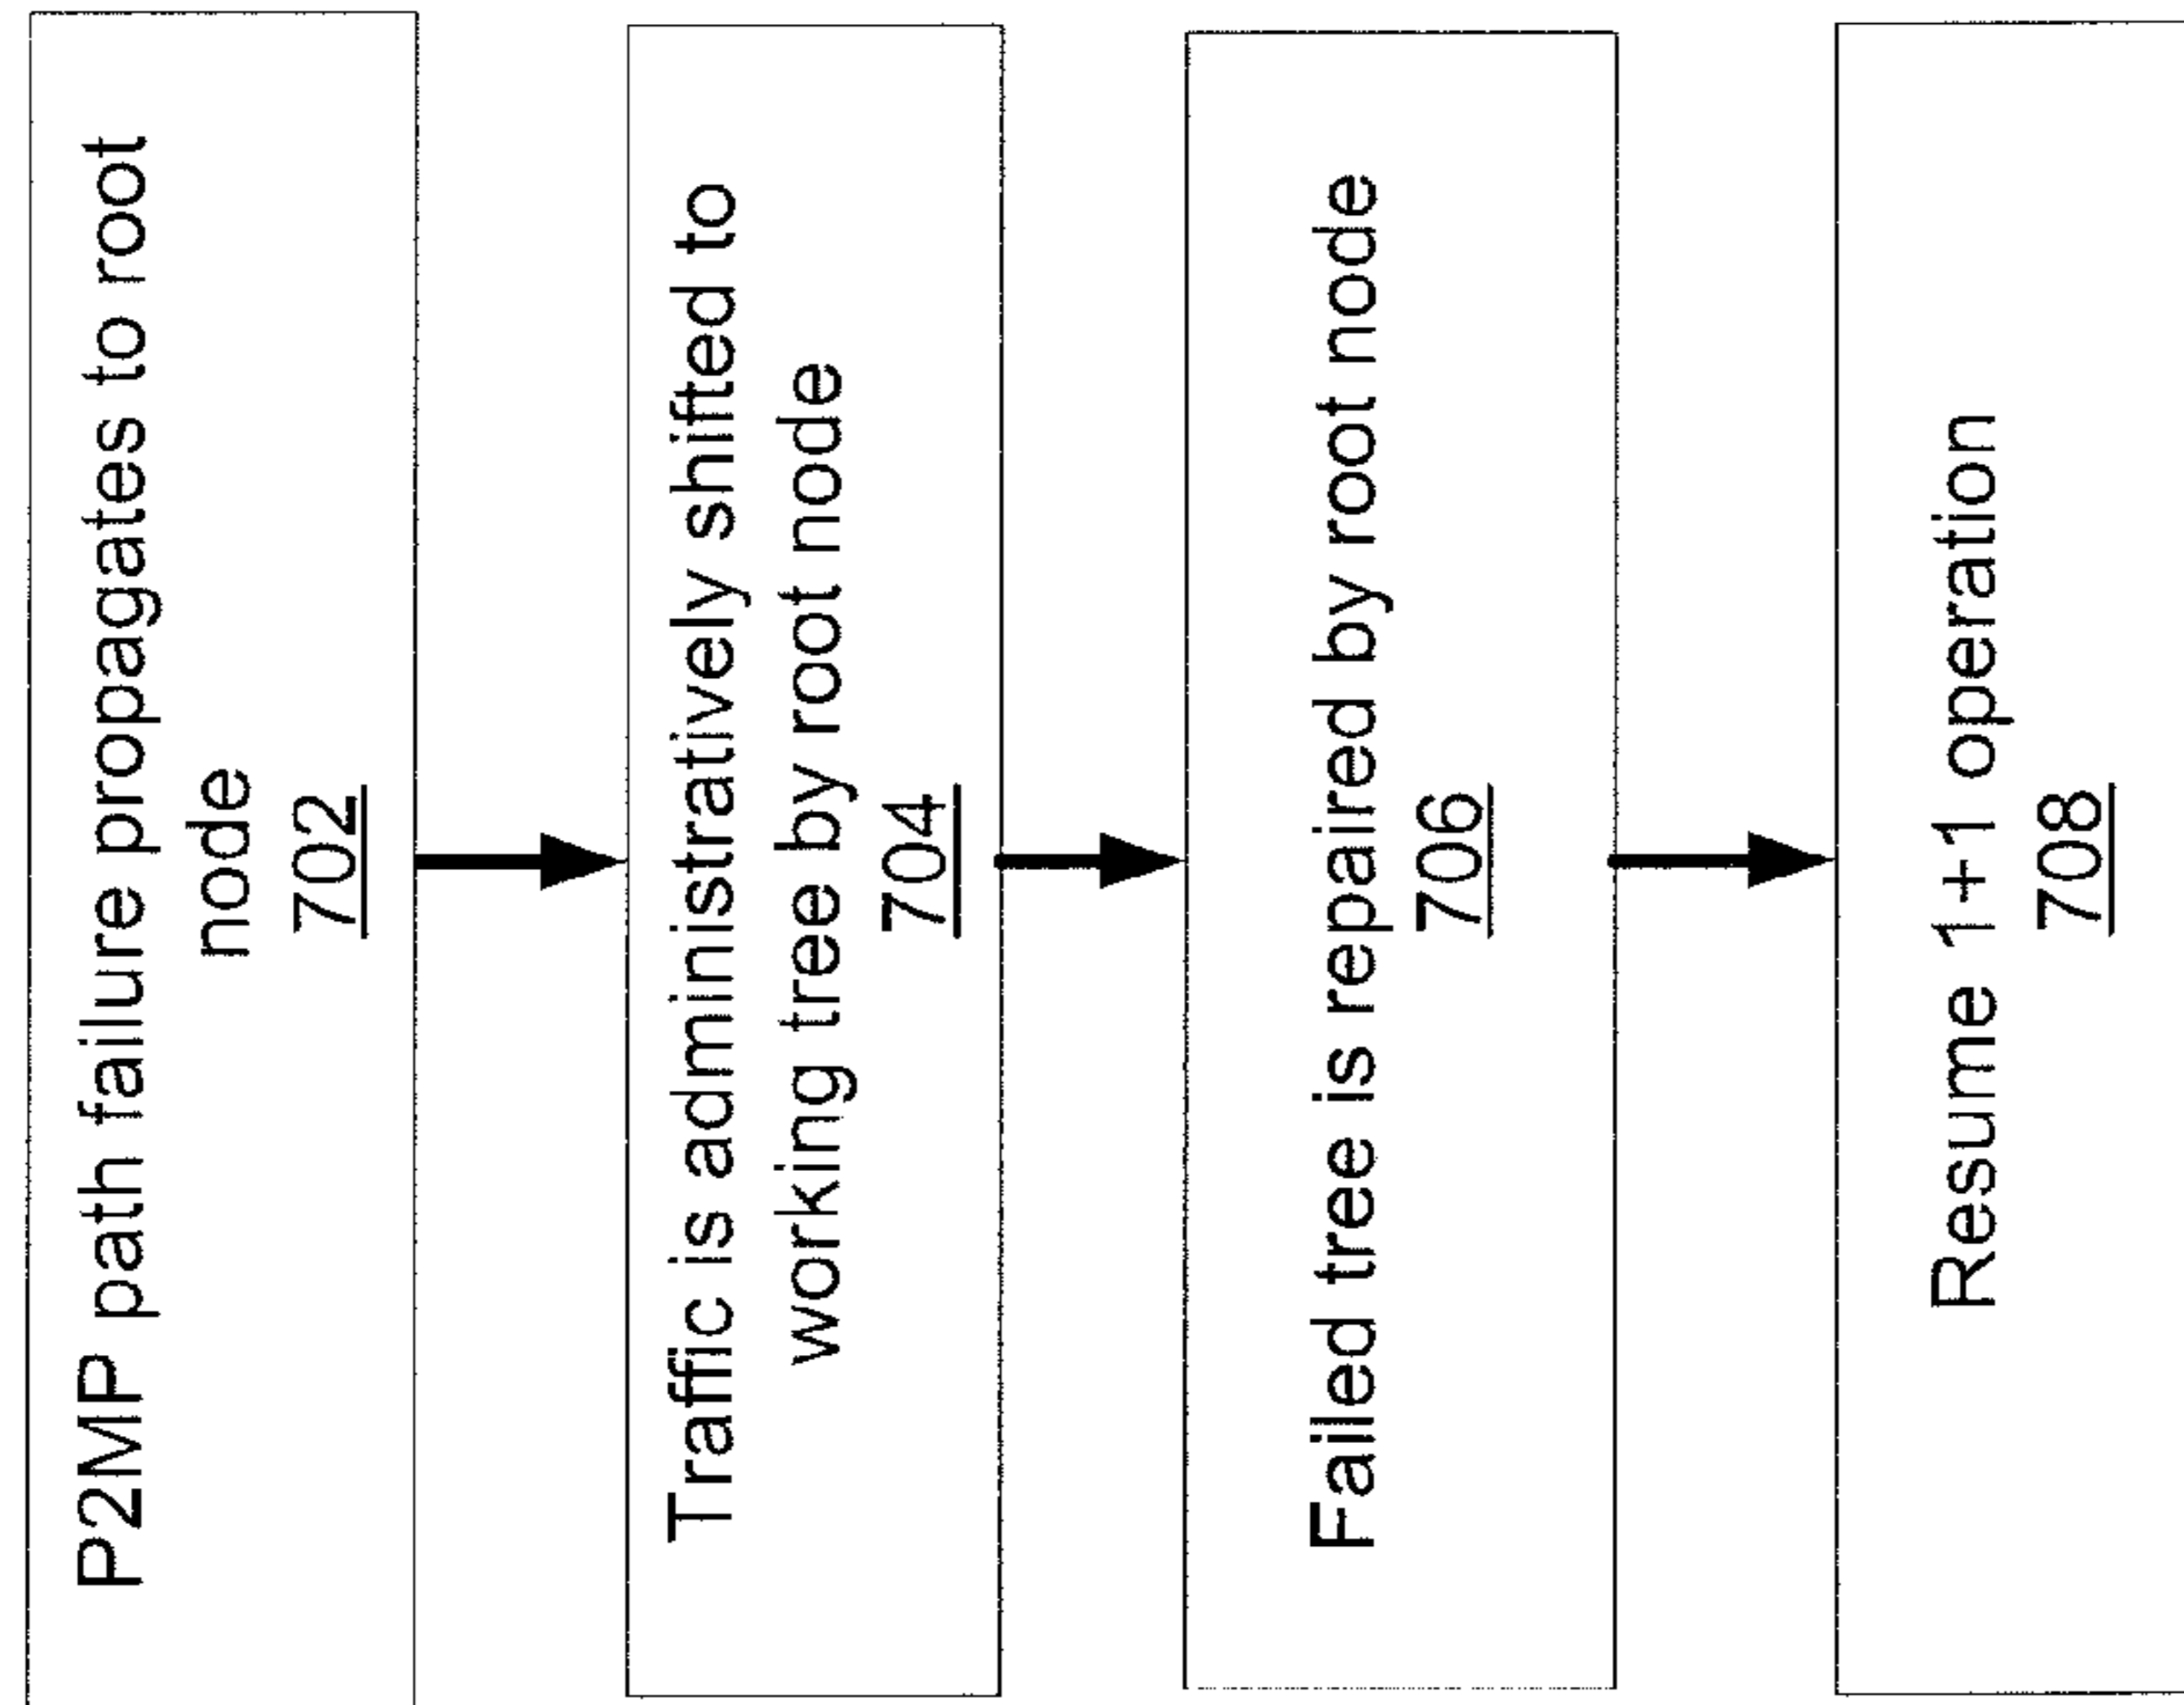 P2MP path failure propagates to root
node
702
Traffic is administratively shifted to
working tree by root node
704
Failed tree is repaired by root node
706
Resume 1+1 operation
708